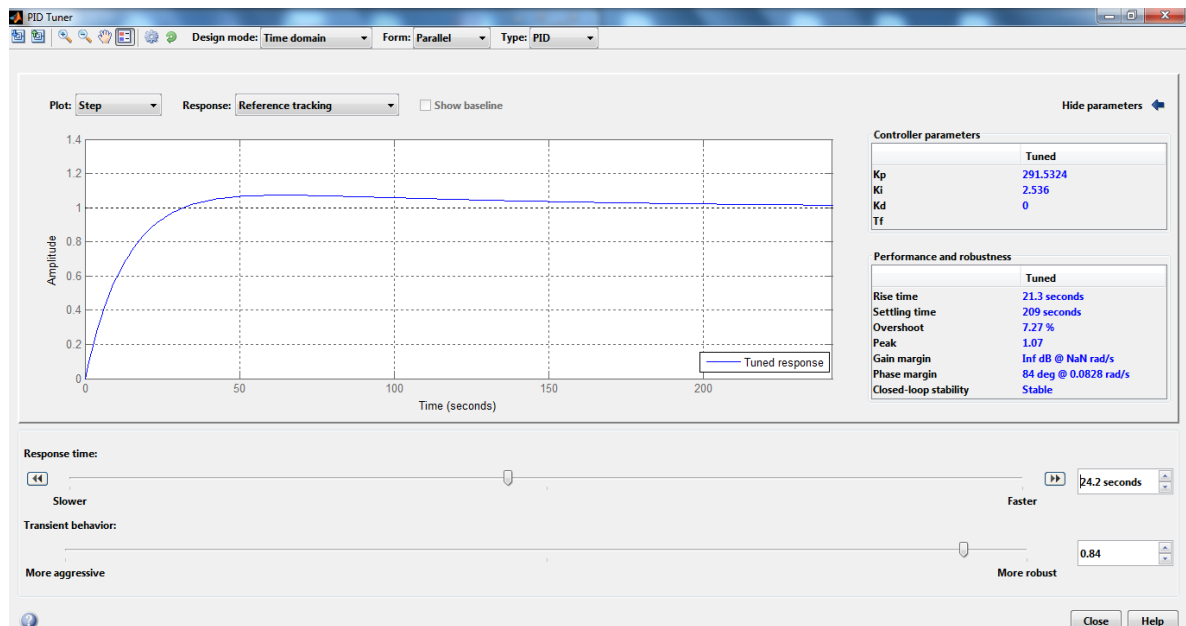 PID Tuner
Design mode: Time domain Form: Parallel Type: PID
Plot: Step Response: Reference tracking Show baseline
Hide parameters
1.4
1.2
1
0.8
0.6
0.4
0.2
0
Amplitude
0 50 100 150 200
Time (seconds)
Tuned response
Controller parameters
Tuned
Kp 291.5324
Ki 2.536
Kd 0
Tf
Performance and robustness
Tuned
Rise time 21.3 seconds
Settling time 209 seconds
Overshoot 7.27 %
Peak 1.07
Gain margin Inf dB @ NaN rad/s
Phase margin 84 deg @ 0.0828 rad/s
Closed-loop stability Stable
Response time:
24.2 seconds
Slower Faster
Transient behavior:
0.84
More aggressive More robust
Close Help